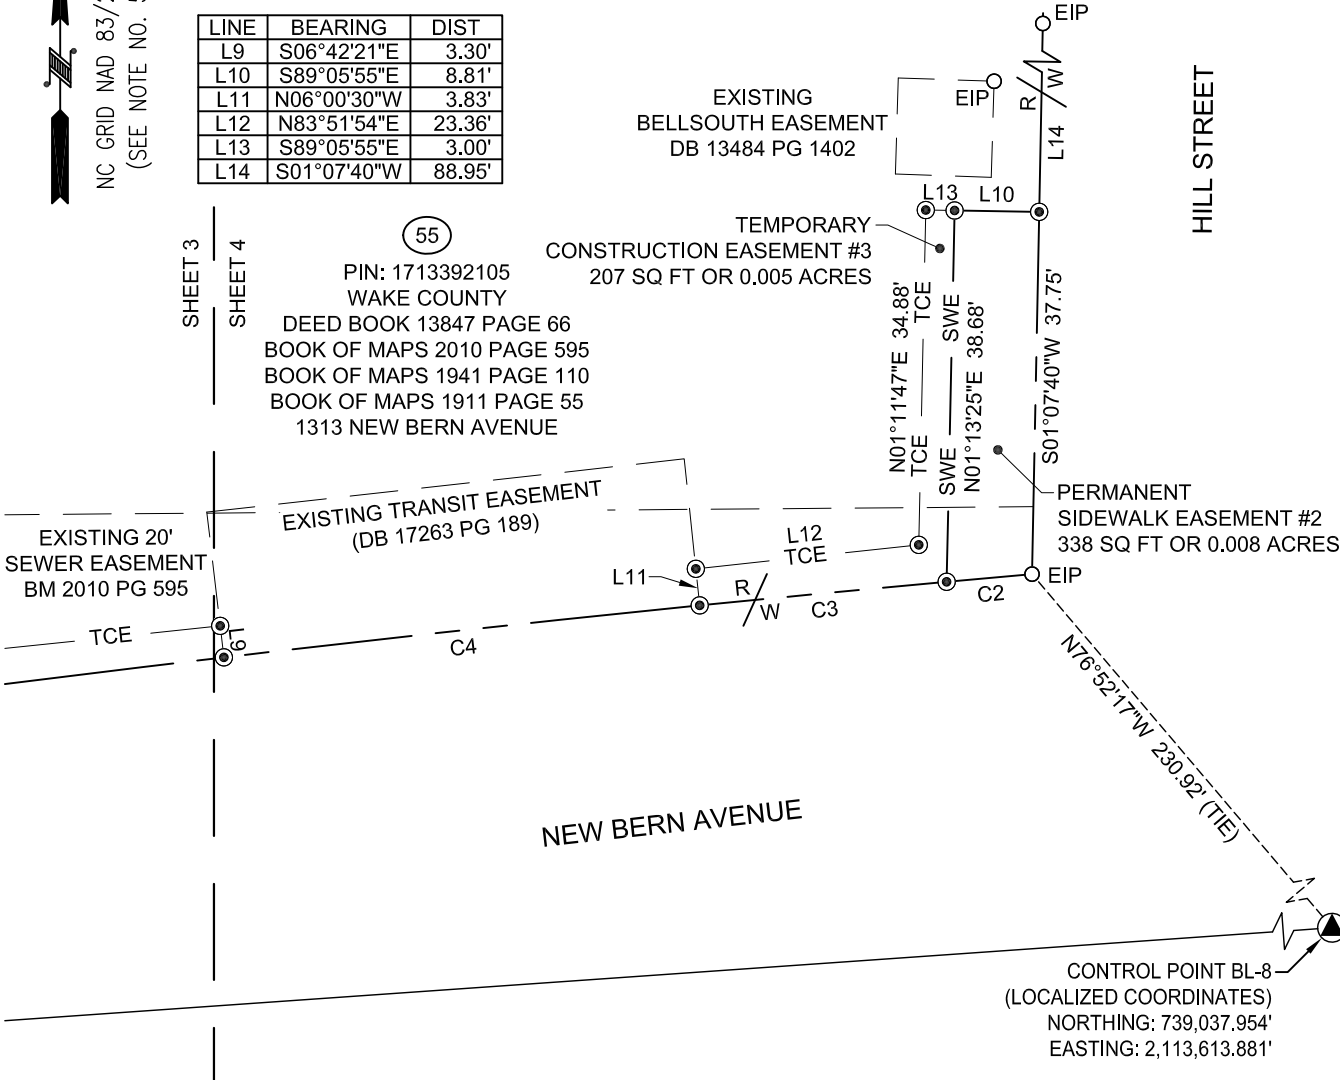 NC GRID NAD 83/2
(SEE NOTE NO. 5
LINE BEARING DIST
L9 S06°42'21"E 3.30'
L10 S89°05'55"E 8.81'
L11 N06°00'30"W 3.83'
L12 N83°51'54"E 23.36'
L13 S89°05'55"E 3.00'
L14 S01°07'40"W 88.95'
EIP
R/W
L14
EIP
EXISTING
BELLSOUTH EASEMENT
DB 13484 PG 1402
HILL STREET
L13
L10
TEMPORARY
CONSTRUCTION EASEMENT #3
207 SQ FT OR 0.005 ACRES
SHEET 3
SHEET 4
55
PIN: 1713392105
WAKE COUNTY
DEED BOOK 13847 PAGE 66
BOOK OF MAPS 2010 PAGE 595
BOOK OF MAPS 1941 PAGE 110
BOOK OF MAPS 1911 PAGE 55
1313 NEW BERN AVENUE
N01°11'47"E 34.88'
TCE
TCE
SWE
SWE
N01°13'25"E 38.68'
S01°07'40"W 37.75'
PERMANENT
SIDEWALK EASEMENT #2
338 SQ FT OR 0.008 ACRES
EXISTING TRANSIT EASEMENT
(DB 17263 PG 189)
EXISTING 20'
SEWER EASEMENT
BM 2010 PG 595
L12
TCE
L11
R/W
C3
C2
EIP
TCE
L9
C4
N76°52'17"W 230.92' (TIE)
NEW BERN AVENUE
CONTROL POINT BL-8
(LOCALIZED COORDINATES)
NORTHING: 739,037.954'
EASTING: 2,113,613.881'